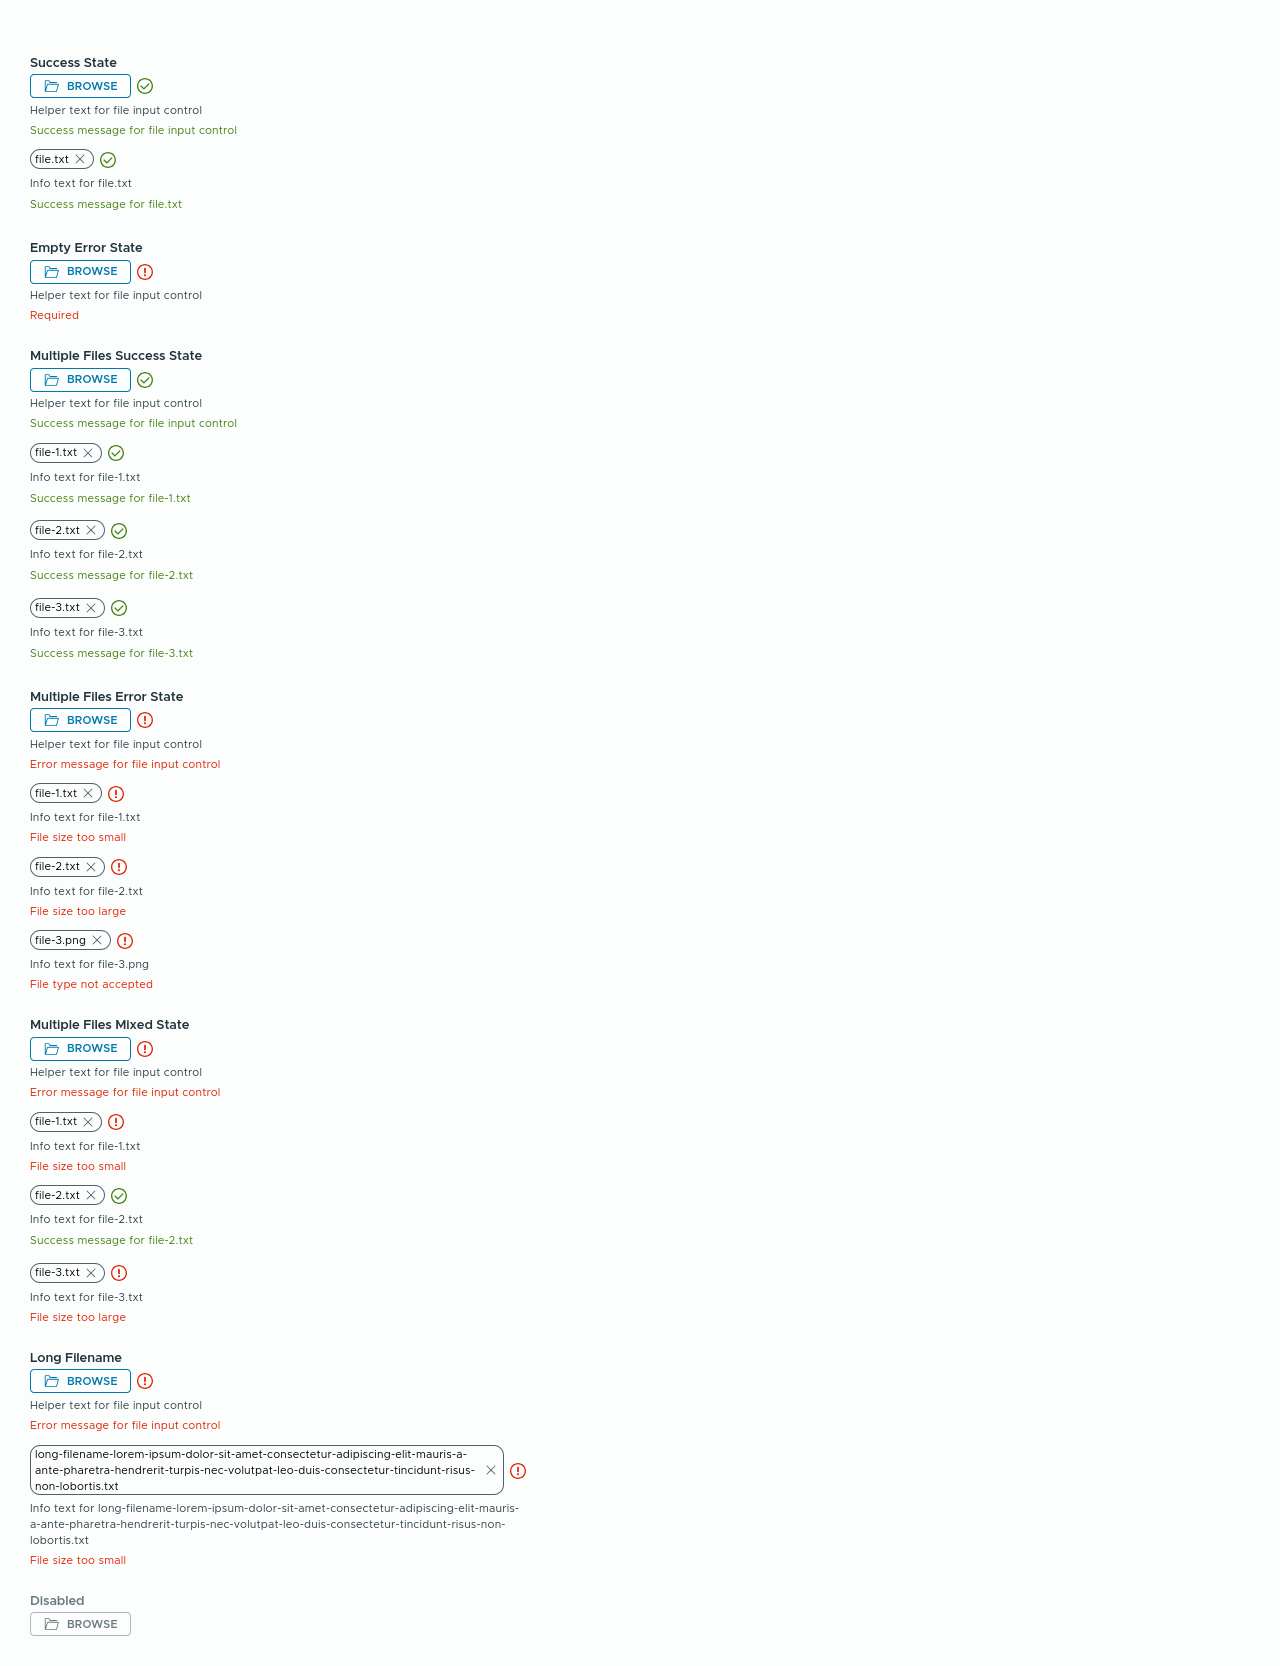 Success State
BROWSE
Helper text for file input control
Success message for file input control
file.txt
Info text for file.txt
Success message for file.txt
Empty Error State
BROWSE
Helper text for file input control
Required
Multiple Files Success State
BROWSE
Helper text for file input control
Success message for file input control
file-1.txt
Info text for file-1.txt
Success message for file-1.txt
file-2.txt
Info text for file-2.txt
Success message for file-2.txt
file-3.txt
Info text for file-3.txt
Success message for file-3.txt
Multiple Files Error State
BROWSE
Helper text for file input control
Error message for file input control
file-1.txt
Info text for file-1.txt
File size too small
file-2.txt
Info text for file-2.txt
File size too large
file-3.png
Info text for file-3.png
File type not accepted
Multiple Files Mixed State
BROWSE
Helper text for file input control
Error message for file input control
file-1.txt
Info text for file-1.txt
File size too small
file-2.txt
Info text for file-2.txt
Success message for file-2.txt
file-3.txt
Info text for file-3.txt
File size too large
Long Filename
BROWSE
Helper text for file input control
Error message for file input control
long-filename-lorem-ipsum-dolor-sit-amet-consectetur-adipiscing-elit-mauris-a-
ante-pharetra-hendrerit-turpis-nec-volutpat-leo-duis-consectetur-tincidunt-risus-
non-lobortis.txt
Info text for long-filename-lorem-ipsum-dolor-sit-amet-consectetur-adipiscing-elit-mauris-
a-ante-pharetra-hendrerit-turpis-nec-volutpat-leo-duis-consectetur-tincidunt-risus-non-
lobortis.txt
File size too small
Disabled
BROWSE